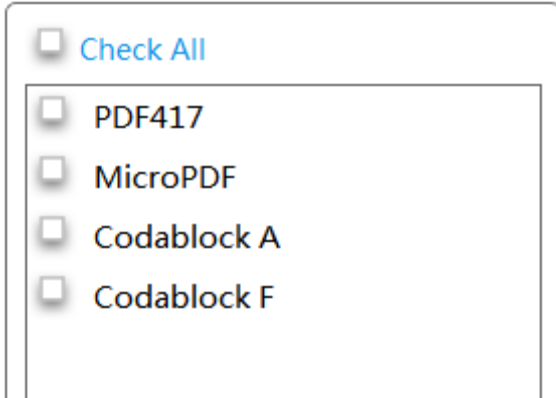 Check All
PDF417
MicroPDF
Codablock A
Codablock F